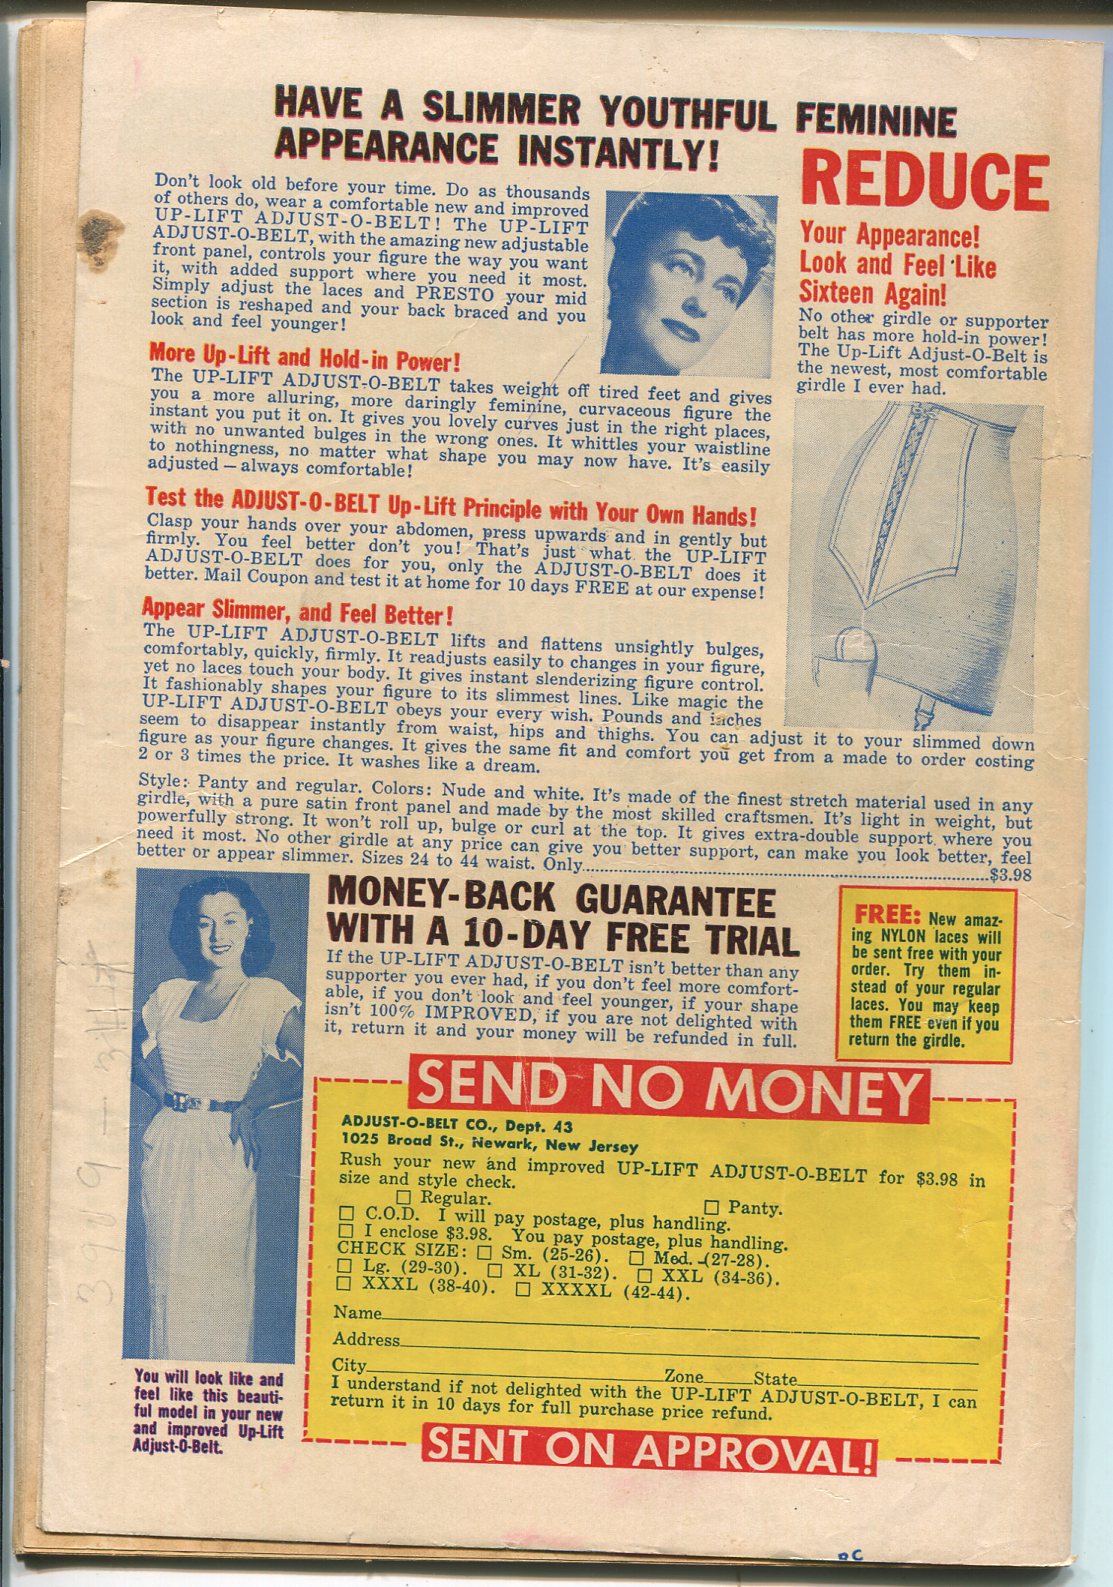 HAVE A SLIMMER YOUTHFUL FEMININE
APPEARANCE INSTANTLY!
REDUCE
Your Appearance!
Look and Feel Like
Sixteen Again!
No other girdle or supporter
belt has more hold-in power!
The Up-Lift Adjust-O-Belt is
the newest, most comfortable
girdle I ever had.
Don't look old before your time. Do as thousands
of others do, wear a comfortable new and improved
UP-LIFT ADJUST-O-BELT! The UP-LIFT
ADJUST-O-BELT, with the amazing new adjustable
front panel, controls your figure the way you want
it, with added support where you need it most.
Simply adjust the laces and PRESTO your mid
section is reshaped and your back braced and you
look and feel younger!
More Up-Lift and Hold-in Power!
The UP-LIFT ADJUST-O-BELT takes weight off tired feet and gives
you a more alluring, more daringly feminine, curvaceous figure the
instant you put it on. It gives you lovely curves just in the right places,
with no unwanted bulges in the wrong ones. It whittles your waistline
to nothingness, no matter what shape you may now have. It's easily
adjusted — always comfortable!
Test the ADJUST-O-BELT Up-Lift Principle with Your Own Hands!
Clasp your hands over your abdomen, press upwards and in gently but
firmly. You feel better don't you! That's just what the UP-LIFT
ADJUST-O-BELT does for you, only the ADJUST-O-BELT does it
better. Mail Coupon and test it at home for 10 days FREE at our expense!
Appear Slimmer, and Feel Better!
The UP-LIFT ADJUST-O-BELT lifts and flattens unsightly bulges,
comfortably, quickly, firmly. It readjusts easily to changes in your figure,
yet no laces touch your body. It gives instant slenderizing figure control.
It fashionably shapes your figure to its slimmest lines. Like magic the
UP-LIFT ADJUST-O-BELT obeys your every wish. Pounds and inches
seem to disappear instantly from waist, hips and thighs. You can adjust it to your slimmed down
figure as your figure changes. It gives the same fit and comfort you get from a made to order costing
2 or 3 times the price. It washes like a dream.
Style: Panty and regular. Colors: Nude and white. It's made of the finest stretch material used in any
girdle, with a pure satin front panel and made by the most skilled craftsmen. It's light in weight, but
powerfully strong. It won't roll up, bulge or curl at the top. It gives extra-double support where you
need it most. No other girdle at any price can give you better support, can make you look better, feel
better or appear slimmer. Sizes 24 to 44 waist. Only..........$3.98
MONEY-BACK GUARANTEE
WITH A 10-DAY FREE TRIAL
If the UP-LIFT ADJUST-O-BELT isn't better than any
supporter you ever had, if you don't feel more comfort-
able, if you don't look and feel younger, if your shape
isn't 100% IMPROVED, if you are not delighted with
it, return it and your money will be refunded in full.
FREE: New amaz-
ing NYLON laces will
be sent free with your
order. Try them in-
stead of your regular
laces. You may keep
them FREE even if you
return the girdle.
SEND NO MONEY
ADJUST-O-BELT CO., Dept. 43
1025 Broad St., Newark, New Jersey
Rush your new and improved UP-LIFT ADJUST-O-BELT for $3.98 in
size and style check.
☐ Regular. ☐ Panty.
☐ C.O.D. I will pay postage, plus handling.
☐ I enclose $3.98. You pay postage, plus handling.
CHECK SIZE: ☐ Sm. (25-26). ☐ Med. (27-28).
☐ Lg. (29-30). ☐ XL (31-32). ☐ XXL (34-36).
☐ XXXL (38-40). ☐ XXXXL (42-44).
Name
Address
City Zone State
I understand if not delighted with the UP-LIFT ADJUST-O-BELT, I can
return it in 10 days for full purchase price refund.
SENT ON APPROVAL!
You will look like and
feel like this beauti-
ful model in your new
and improved Up-Lift
Adjust-O-Belt.